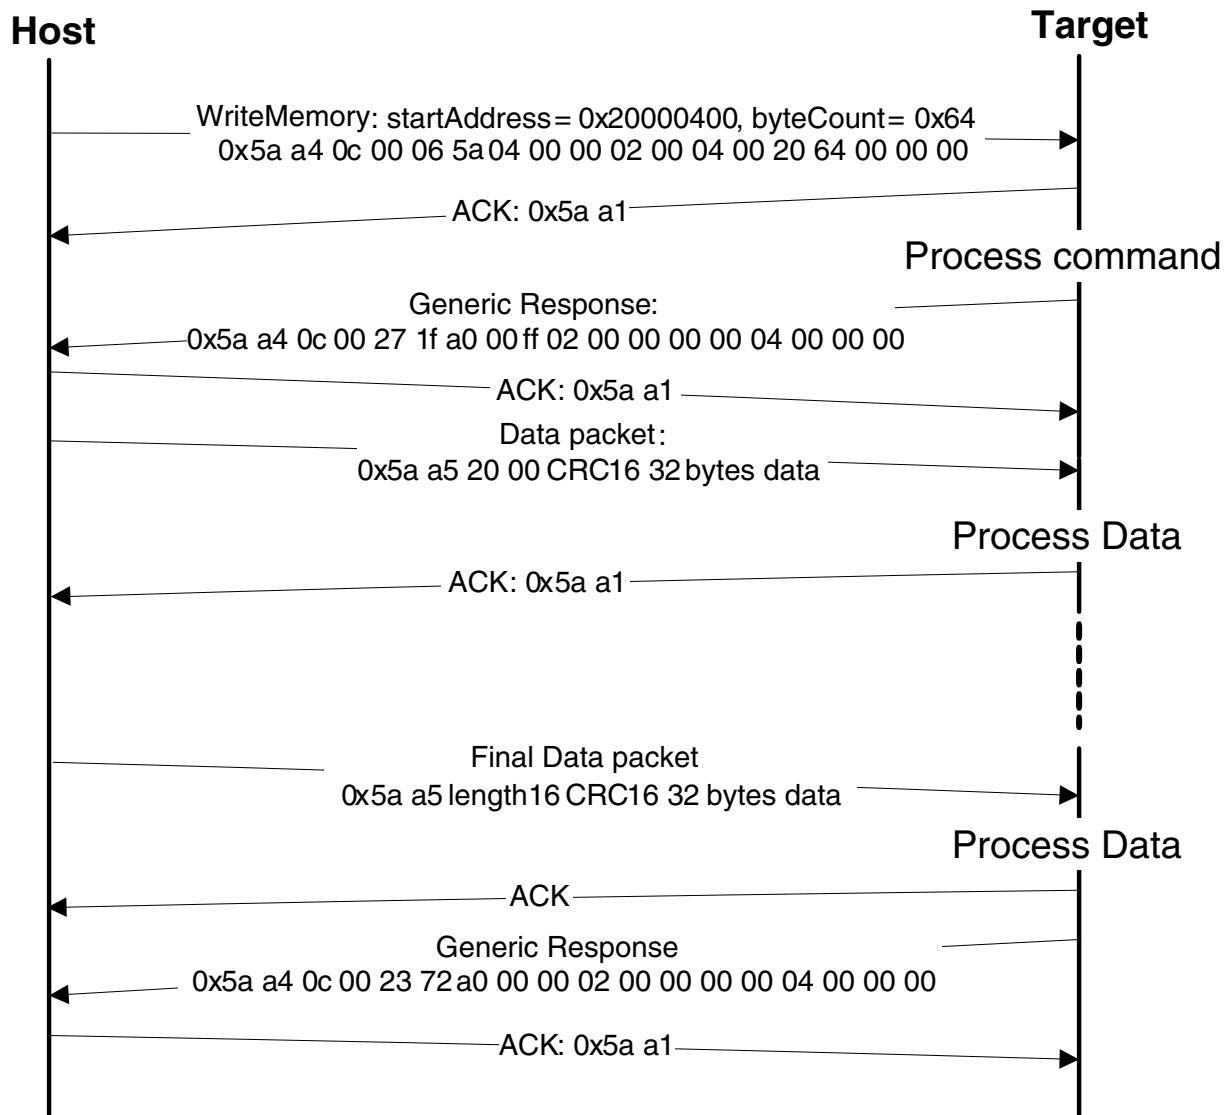 Host
Target
WriteMemory: startAddress= 0x20000400, byteCount= 0x64
0x5a a4 0c 00 06 5a 04 00 00 02 00 04 00 20 64 00 00 00
ACK: 0x5a a1
Process command
Generic Response:
0x5a a4 0c 00 27 1f a0 00 ff 02 00 00 00 00 04 00 00 00
ACK: 0x5a a1
Data packet:
0x5a a5 20 00 CRC16 32 bytes data
Process Data
ACK: 0x5a a1
Final Data packet
0x5a a5 length16 CRC16 32 bytes data
Process Data
ACK
Generic Response
0x5a a4 0c 00 23 72 a0 00 00 02 00 00 00 00 04 00 00 00
ACK: 0x5a a1